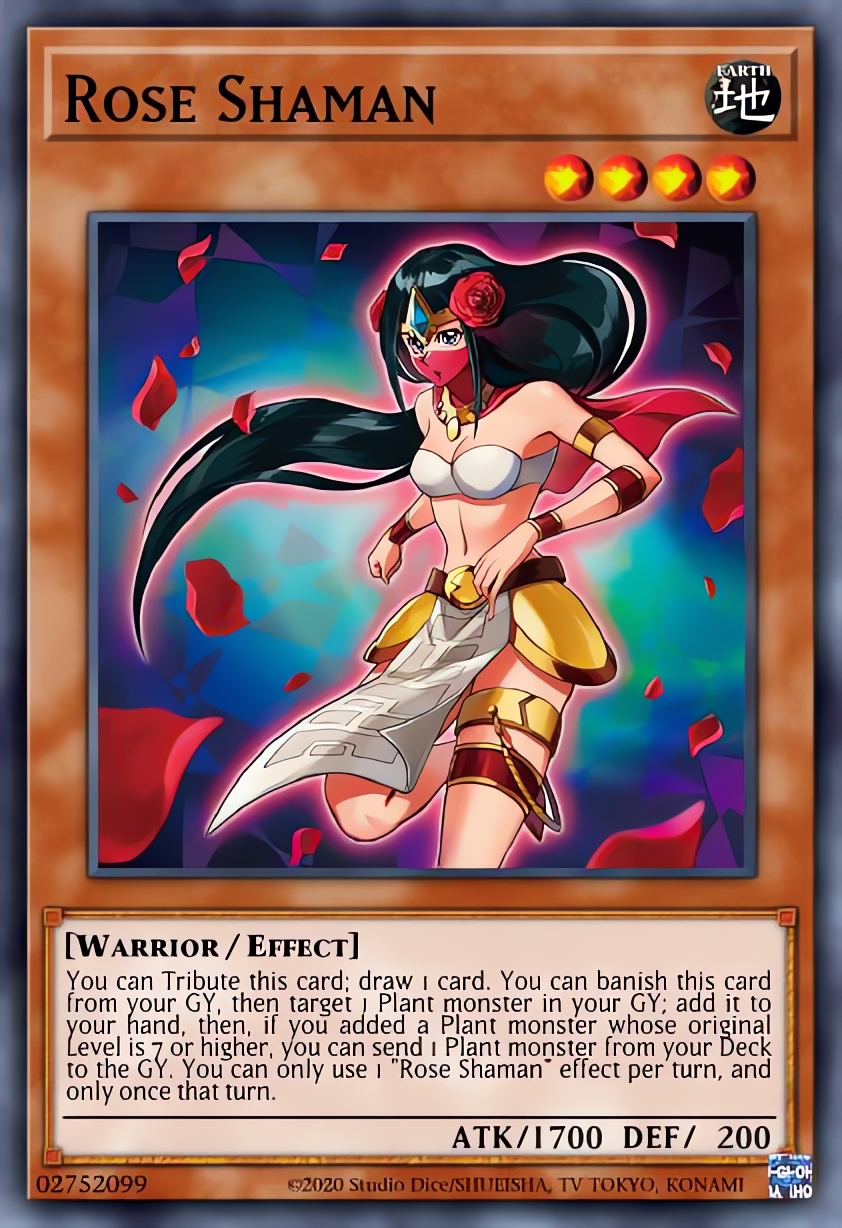 ROSE SHAMAN
EARTH
地
[WARRIOR / EFFECT]
You can Tribute this card; draw 1 card. You can banish this card
from your GY, then target 1 Plant monster in your GY; add it to
your hand, then, if you added a Plant monster whose original
Level is 7 or higher, you can send 1 Plant monster from your Deck
to the GY. You can only use 1 "Rose Shaman" effect per turn, and
only once that turn.
ATK/1700 DEF/ 200
02752099
©2020 Studio Dice/SHUEISHA, TV TOKYO, KONAMI